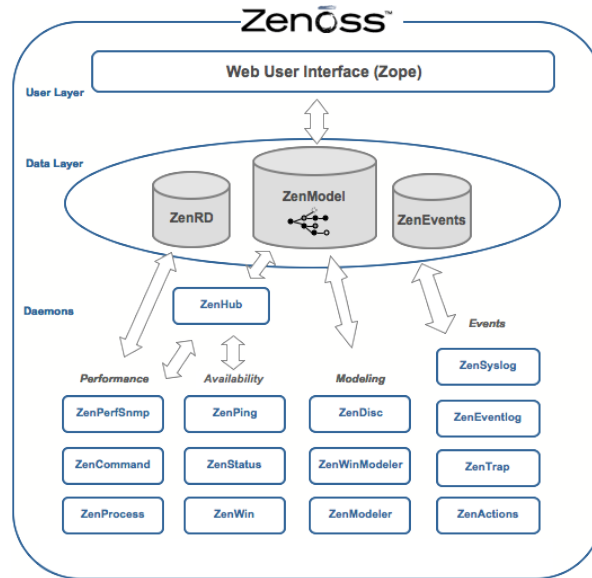 Zenoss™
Web User Interface (Zope)
User Layer
Data Layer
ZenRD
ZenModel
ZenEvents
Daemons
ZenHub
Events
Performance
Availability
Modeling
ZenSyslog
ZenPerfSnmp
ZenPing
ZenDisc
ZenEventlog
ZenCommand
ZenStatus
ZenWinModeler
ZenTrap
ZenProcess
ZenWin
ZenModeler
ZenActions